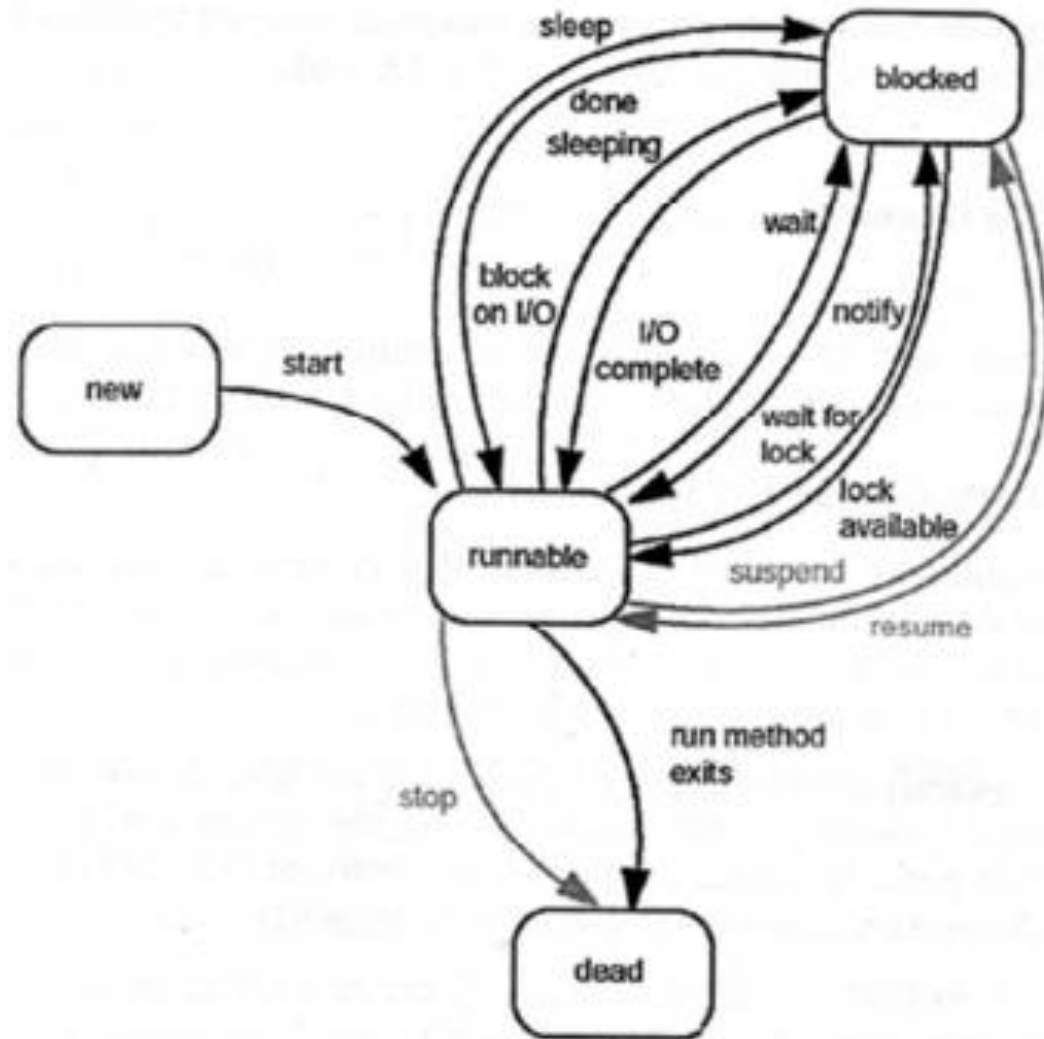 sleep
blocked
done
sleeping
wait
block
on I/O
notify
I/O
complete
start
new
wait for
lock
lock
available
runnable
suspend
resume
run method
exits
stop
dead